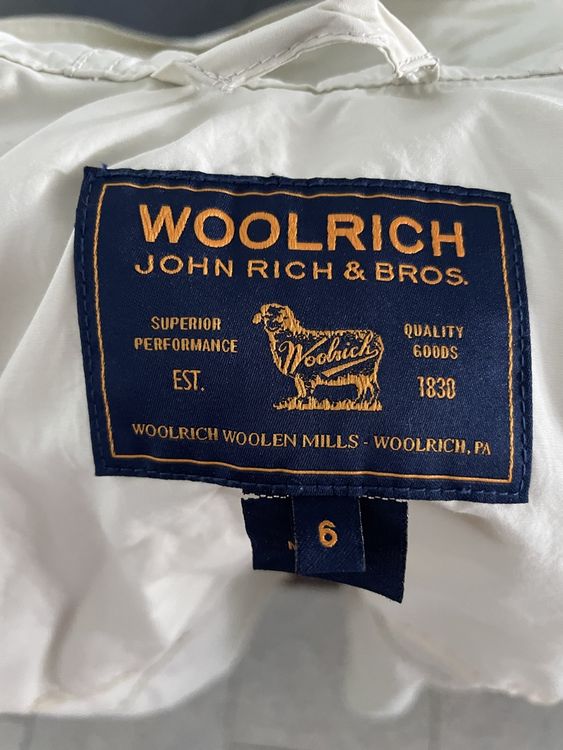 WOOLRICH
JOHN RICH & BROS.
SUPERIOR
PERFORMANCE
EST.
Woolrich
QUALITY
GOODS
1830
WOOLRICH WOOLEN MILLS - WOOLRICH, PA
6